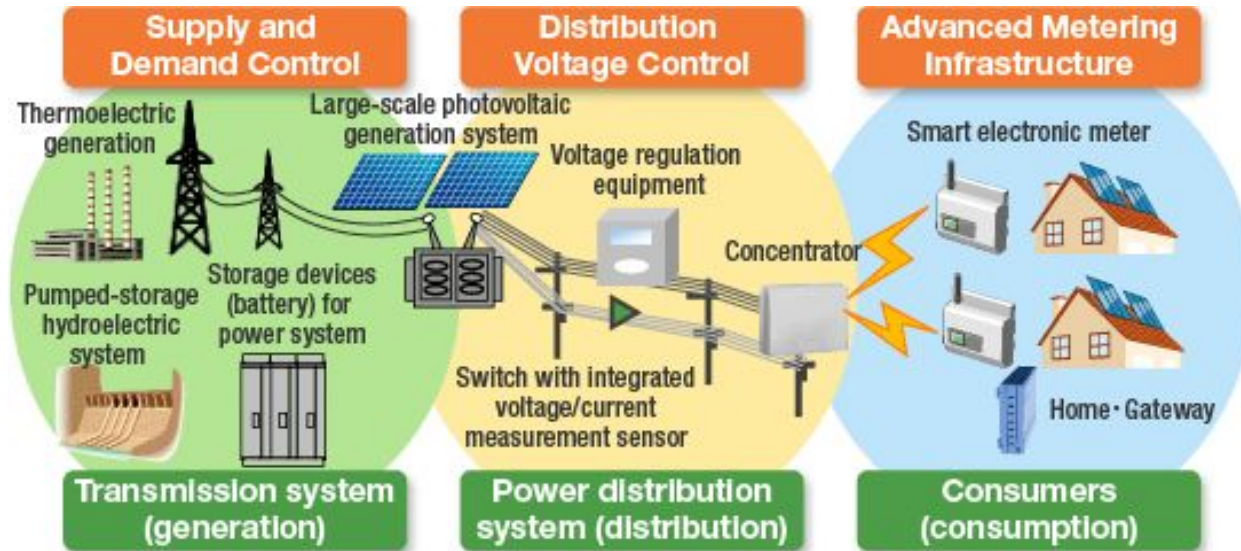 Supply and
Demand Control
Distribution
Voltage Control
Advanced Metering
Infrastructure
Thermoelectric
generation
Large-scale photovoltaic
generation system
Voltage regulation
equipment
Smart electronic meter
Concentrator
Storage devices
(battery) for
power system
Pumped-storage
hydroelectric
system
Switch with integrated
voltage/current
measurement sensor
Home·Gateway
Transmission system
(generation)
Power distribution
system (distribution)
Consumers
(consumption)